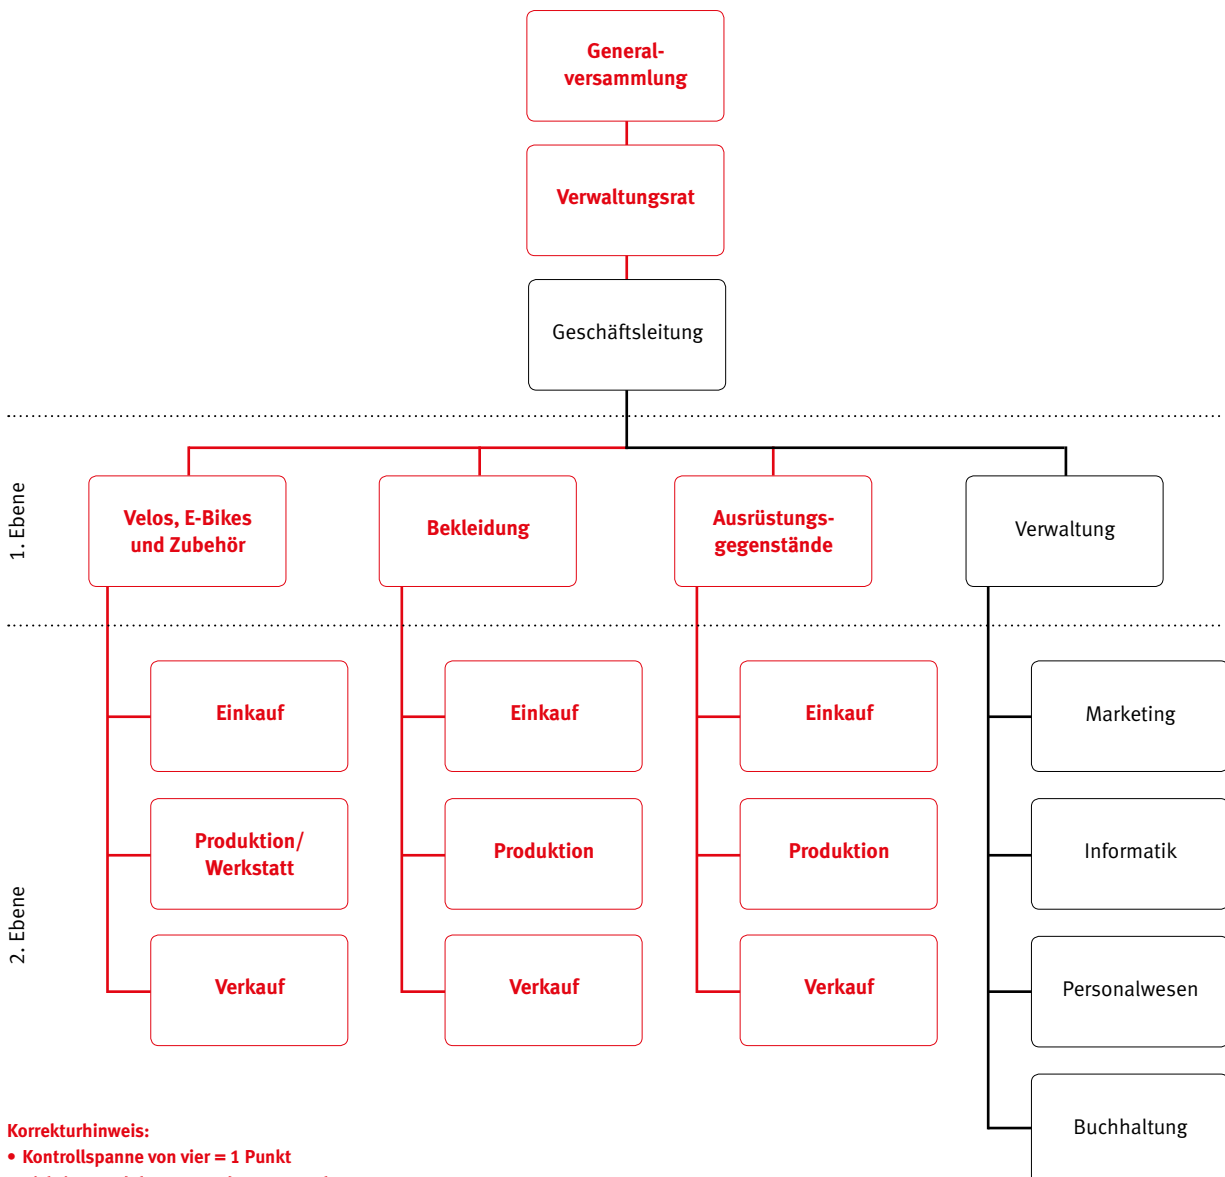 General-
versammlung
Verwaltungsrat
Geschäftsleitung
1. Ebene
Velos, E-Bikes
und Zubehör
Bekleidung
Ausrüstungs-
gegenstände
Verwaltung
2. Ebene
Einkauf
Produktion/
Werkstatt
Verkauf
Einkauf
Produktion
Verkauf
Einkauf
Produktion
Verkauf
Marketing
Informatik
Personalwesen
Buchhaltung
Korrekturhinweis:
• Kontrollspanne von vier = 1 Punkt